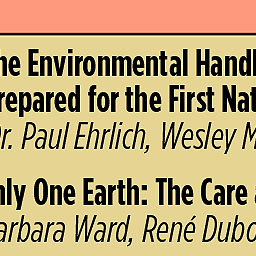 he Environmental Handl
repared for the First Nat
r. Paul Ehrlich, Wesley M
nly One Earth: The Care a
arbara Ward, René Dubo